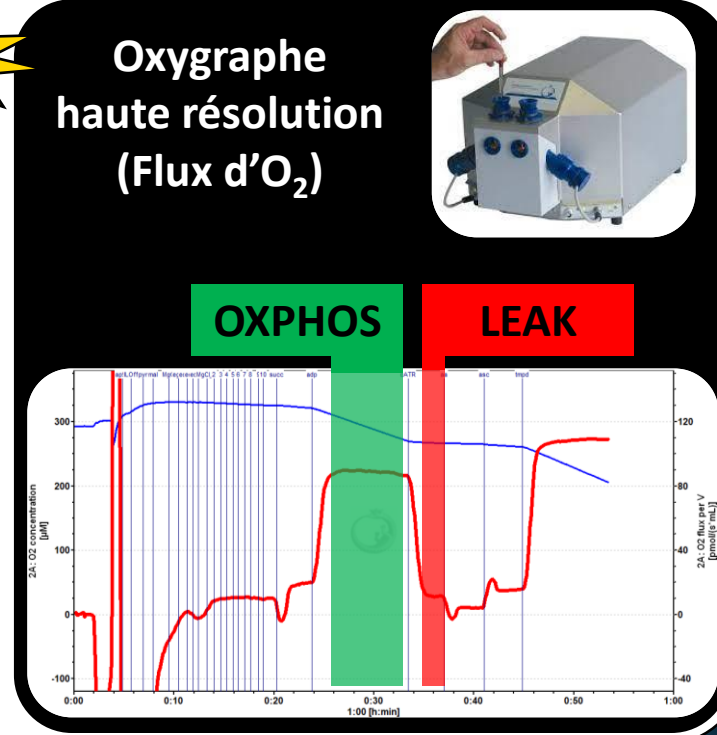 Oxygraphe
haute résolution
(Flux d'O₂)
OXPHOS
LEAK
succ adp ATR asc tmpd
2A: O2 concentration
[µM]
300
200
100
0
-100
120
80
40
0
-40
2A: O2 flux per V
[pmol/(s*mL)]
0:00 0:10 0:20 0:30 0:40 0:50 1:00
1:00 [h:min]